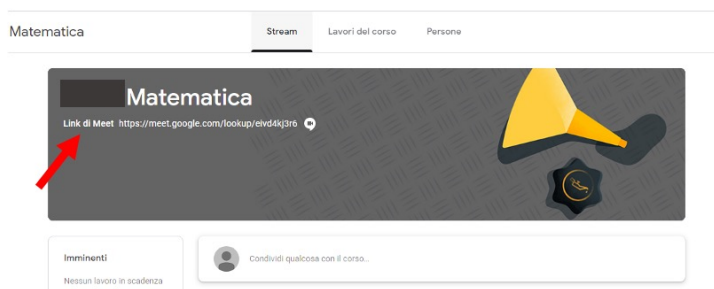 Matematica
Stream Lavori del corso Persone
Matematica
Link di Meet https://meet.google.com/lookup/eivd4kj3r6
Imminenti
Nessun lavoro in scadenza
Condividi qualcosa con il corso...